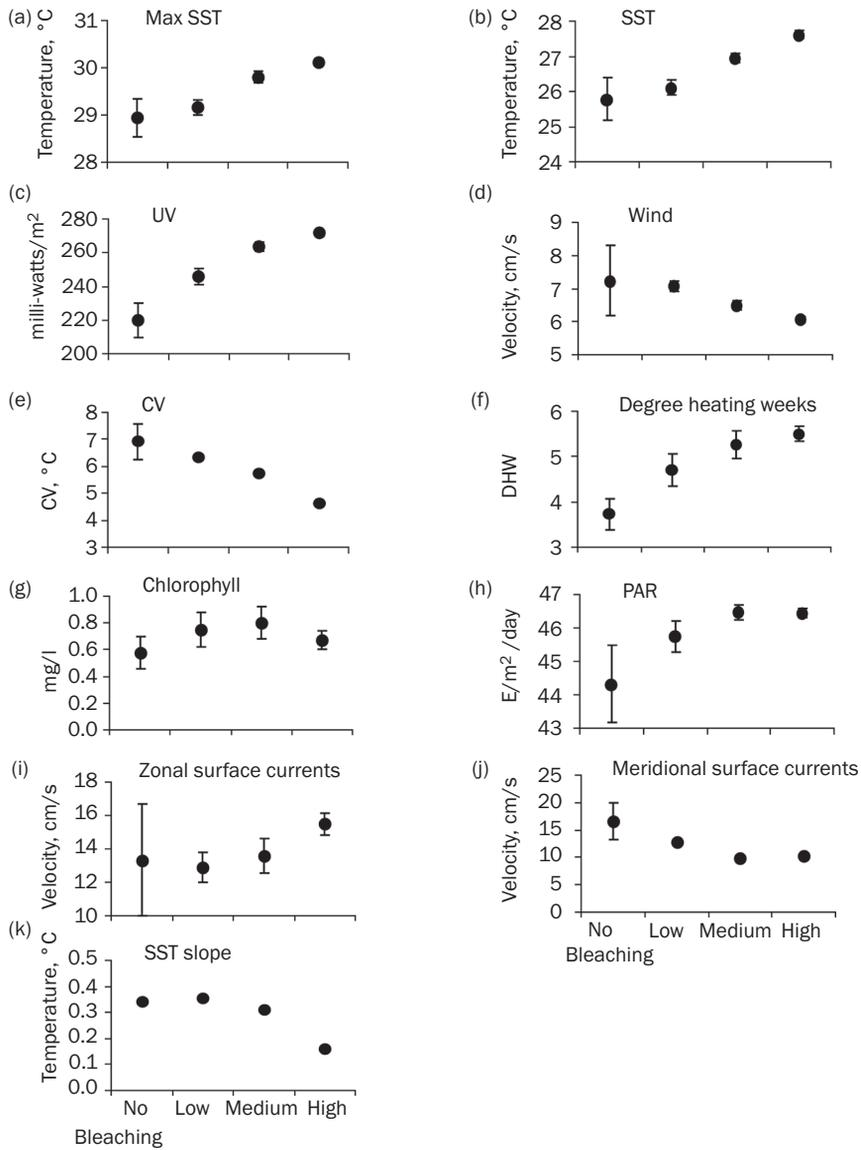 (a) Max SST
Temperature, °C
31
30
29
28
(b) SST
Temperature, °C
28
27
26
25
24
(c) UV
milli-watts/m²
280
260
240
220
200
(d) Wind
Velocity, cm/s
9
8
7
6
5
(e) CV
CV, °C
8
7
6
5
4
3
(f) Degree heating weeks
DHW
6
5
4
3
(g) Chlorophyll
mg/l
1.0
0.8
0.6
0.4
0.2
0.0
(h) PAR
E/m² /day
47
46
45
44
43
(i) Zonal surface currents
Velocity, cm/s
18
16
14
12
10
(j) Meridional surface currents
Velocity, cm/s
25
20
15
10
5
0
No Low Medium High
Bleaching
(k) SST slope
Temperature, °C
0.5
0.4
0.3
0.2
0.1
0.0
No Low Medium High
Bleaching